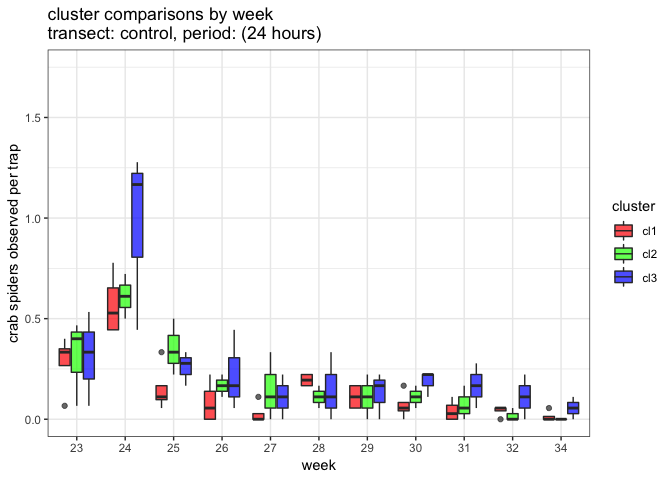 cluster comparisons by week
transect: control, period: (24 hours)
crab spiders observed per trap
1.5
1.0
0.5
0.0
23 24 25 26 27 28 29 30 31 32 34
week
cluster
cl1
cl2
cl3